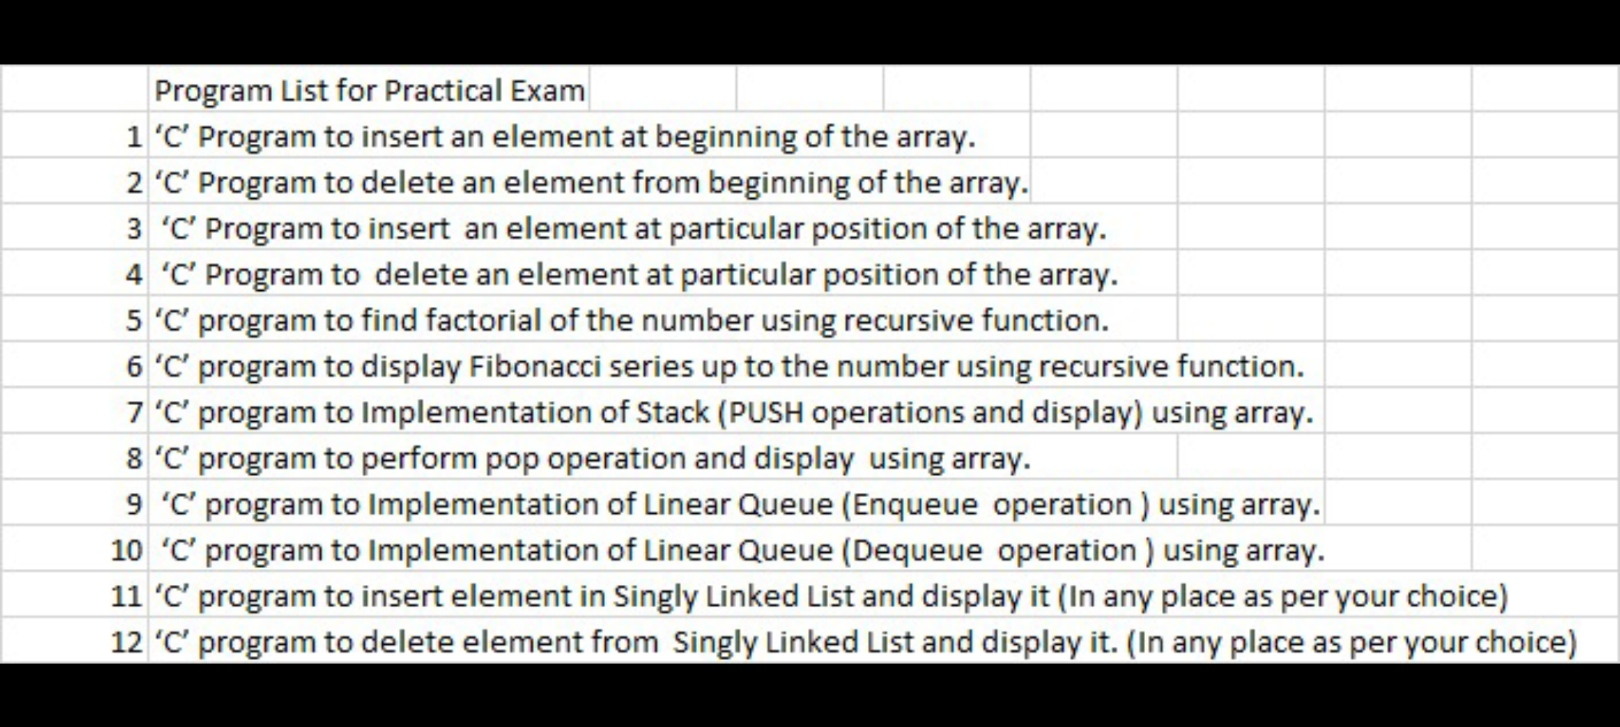 Program List for Practical Exam
1 ‘C’ Program to insert an element at beginning of the array.
2 ‘C’ Program to delete an element from beginning of the array.
3 ‘C’ Program to insert  an element at particular position of the array.
4 ‘C’ Program to  delete an element at particular position of the array.
5 ‘C’ program to find factorial of the number using recursive function.
6 ‘C’ program to display Fibonacci series up to the number using recursive function.
7 ‘C’ program to Implementation of Stack (PUSH operations and display) using array.
8 ‘C’ program to perform pop operation and display  using array.
9 ‘C’ program to Implementation of Linear Queue (Enqueue  operation ) using array.
10 ‘C’ program to Implementation of Linear Queue (Dequeue  operation ) using array.
11 ‘C’ program to insert element in Singly Linked List and display it (In any place as per your choice)
12 ‘C’ program to delete element from  Singly Linked List and display it. (In any place as per your choice)